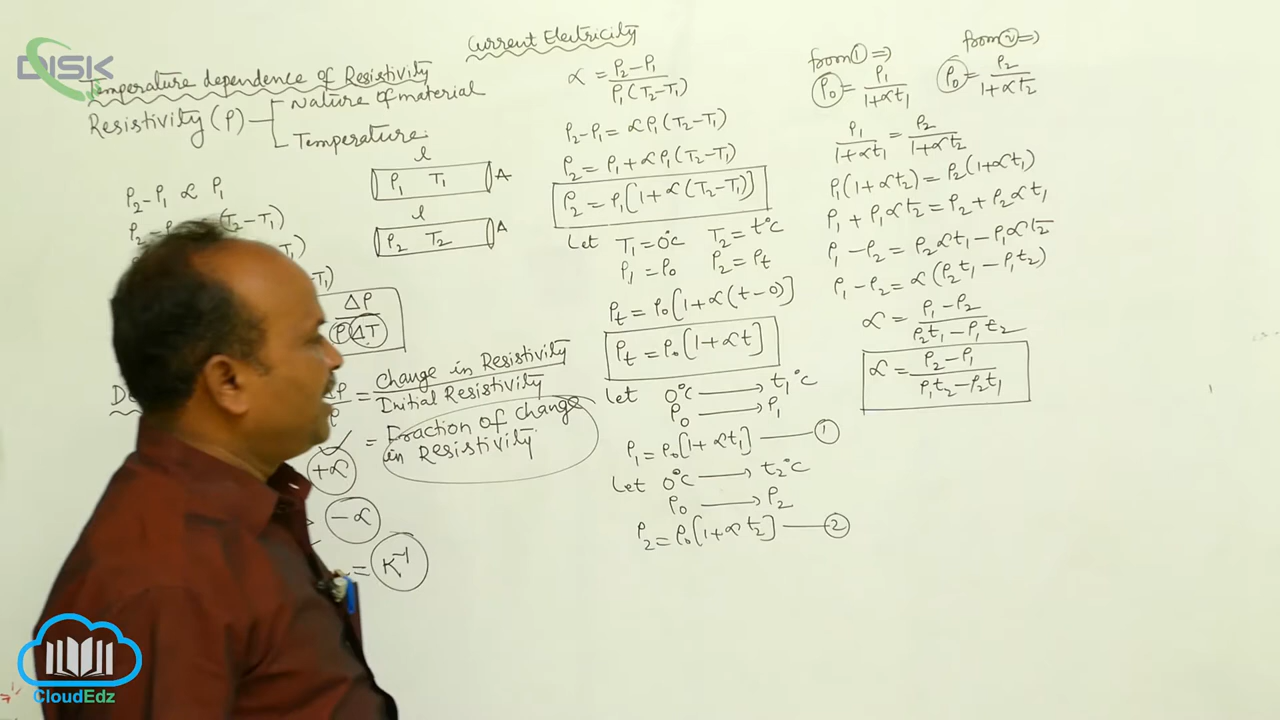 DISK
Current Electricity
Temperature dependence of Resistivity
Resistivity (ρ)
Nature of material
Temperature.
ρ₂-ρ₁ ∝ ρ₁
(T₂-T₁)
T₁)
T₁)
Δρ
ρ ΔT
l
ρ₁ T₁ A
l
ρ₂ T₂ A
ρ = Change in Resistivity
ρ Initial Resistivity
= Fraction of change
in Resistivity.
+α
-α
= K⁻¹
α = ρ₂-ρ₁
ρ₁(T₂-T₁)
ρ₂-ρ₁ = αρ₁(T₂-T₁)
ρ₂ = ρ₁+αρ₁(T₂-T₁)
ρ₂ = ρ₁[1+α(T₂-T₁)]
Let T₁=0°C T₂=t°C
ρ₁=ρ₀ ρ₂=ρt
ρt = ρ₀[1+α(t-0)]
ρt = ρ₀[1+αt]
let 0°C → t₁°C
ρ₀ → ρ₁
ρ₁=ρ₀[1+αt₁] — ①
Let 0°C → t₂°C
ρ₀ → ρ₂
ρ₂=ρ₀[1+αt₂] — ②
from ① ⇒ from ② ⇒
ρ₀ = ρ₁ ρ₀ = ρ₂
1+αt₁ 1+αt₂
ρ₁ = ρ₂
1+αt₁ 1+αt₂
ρ₁(1+αt₂) = ρ₂(1+αt₁)
ρ₁+ρ₁αt₂ = ρ₂+ρ₂αt₁
ρ₁-ρ₂ = ρ₂αt₁-ρ₁αt₂
ρ₁-ρ₂ = α(ρ₂t₁-ρ₁t₂)
α = ρ₁-ρ₂
ρ₂t₁-ρ₁t₂
α = ρ₂-ρ₁
ρ₁t₂-ρ₂t₁
CloudEdz